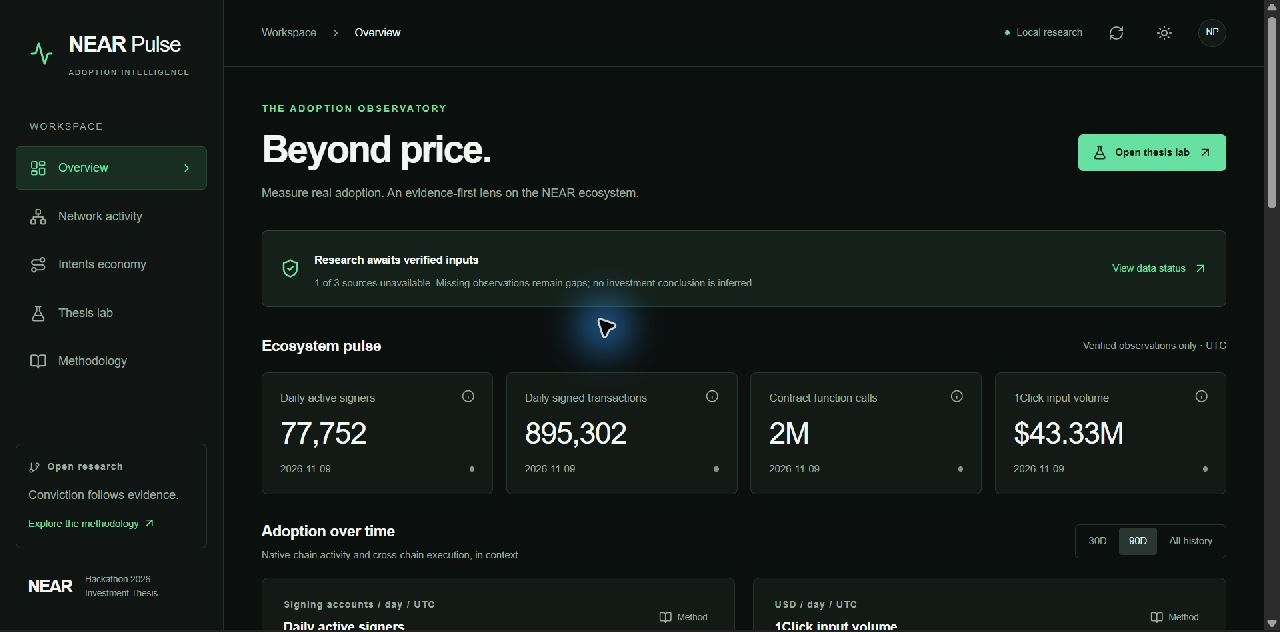 NEAR Pulse
ADOPTION INTELLIGENCE
WORKSPACE
Overview
Network activity
Intents economy
Thesis lab
Methodology
Open research
Conviction follows evidence.
Explore the methodology
NEAR
Hackathon 2026
Investment Thesis
Workspace
Overview
Local research
NP
THE ADOPTION OBSERVATORY
Beyond price.
Measure real adoption. An evidence-first lens on the NEAR ecosystem.
Open thesis lab
Research awaits verified inputs
1 of 3 sources unavailable. Missing observations remain gaps; no investment conclusion is inferred
View data status
Ecosystem pulse
Verified observations only · UTC
Daily active signers
77,752
2026-11-09
Daily signed transactions
895,302
2026-11-09
Contract function calls
2M
2026-11-09
1Click input volume
$43.33M
2026-11-09
Adoption over time
Native chain activity and cross chain execution, in context
30D
90D
All history
Signing accounts / day / UTC
Daily active signers
Method
USD / day / UTC
1Click input volume
Method